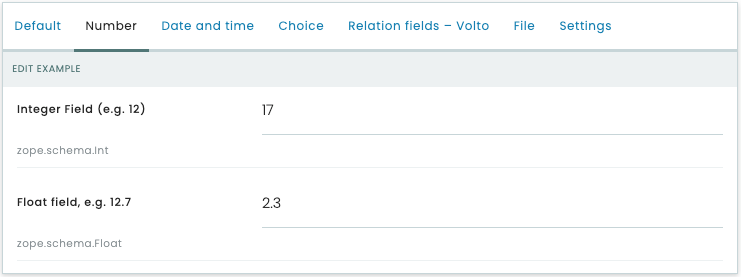 Default Number Date and time Choice Relation fields – Volto File Settings
EDIT EXAMPLE
Integer Field (e.g. 12) 17
zope.schema.Int
Float field, e.g. 12.7 2.3
zope.schema.Float